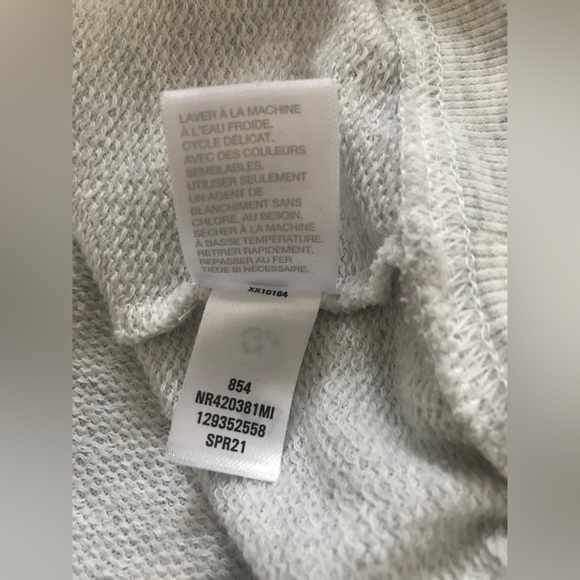 LAVER À LA MACHINE
À L'EAU FROIDE.
CYCLE DÉLICAT.
AVEC DES COULEURS
SEMBLABLES.
UTILISER SEULEMENT
UN AGENT DE
BLANCHIMENT SANS
CHLORE, AU BESOIN.
SÉCHER À LA MACHINE
À BASSE TEMPÉRATURE.
RETIRER RAPIDEMENT.
REPASSER AU FER
TIÈDE SI NÉCESSAIRE.
XX10184
854
NR420381MI
129352558
SPR21